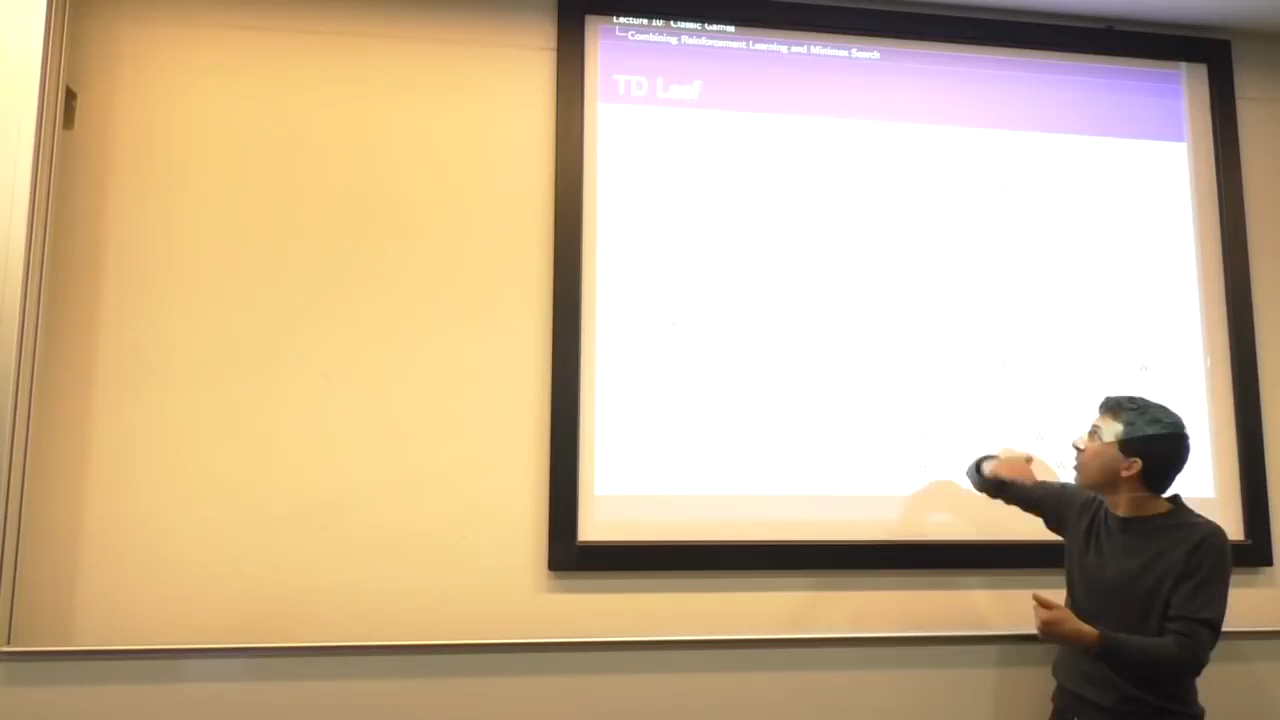 Lecture 10: Classic Games
Combining Reinforcement Learning and Minimax Search
TD Leaf